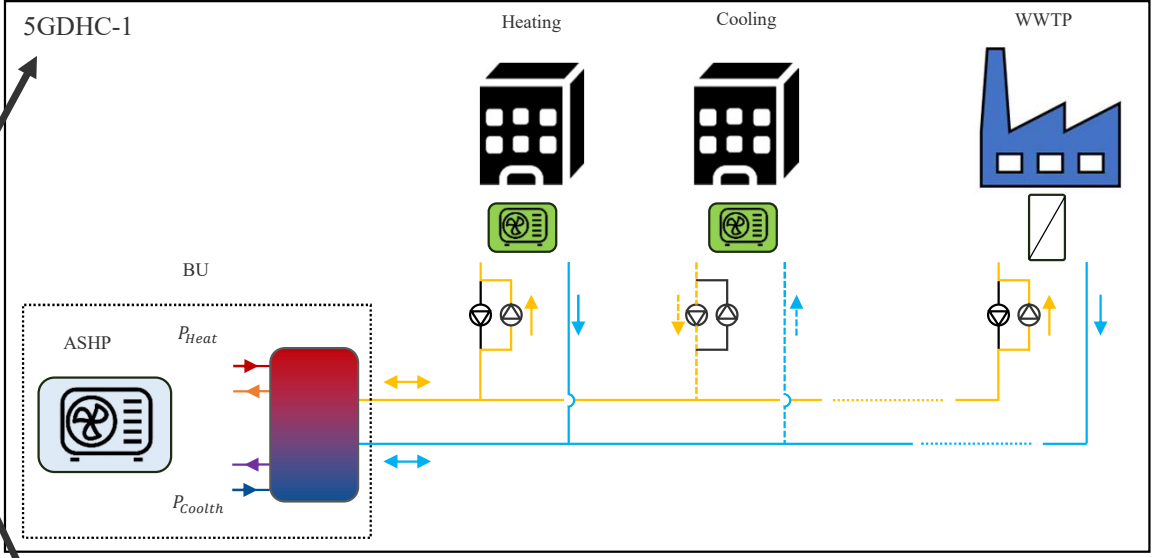 5GDHC-1
Heating
Cooling
WWTP
BU
ASHP
P_Heat
P_Coolth